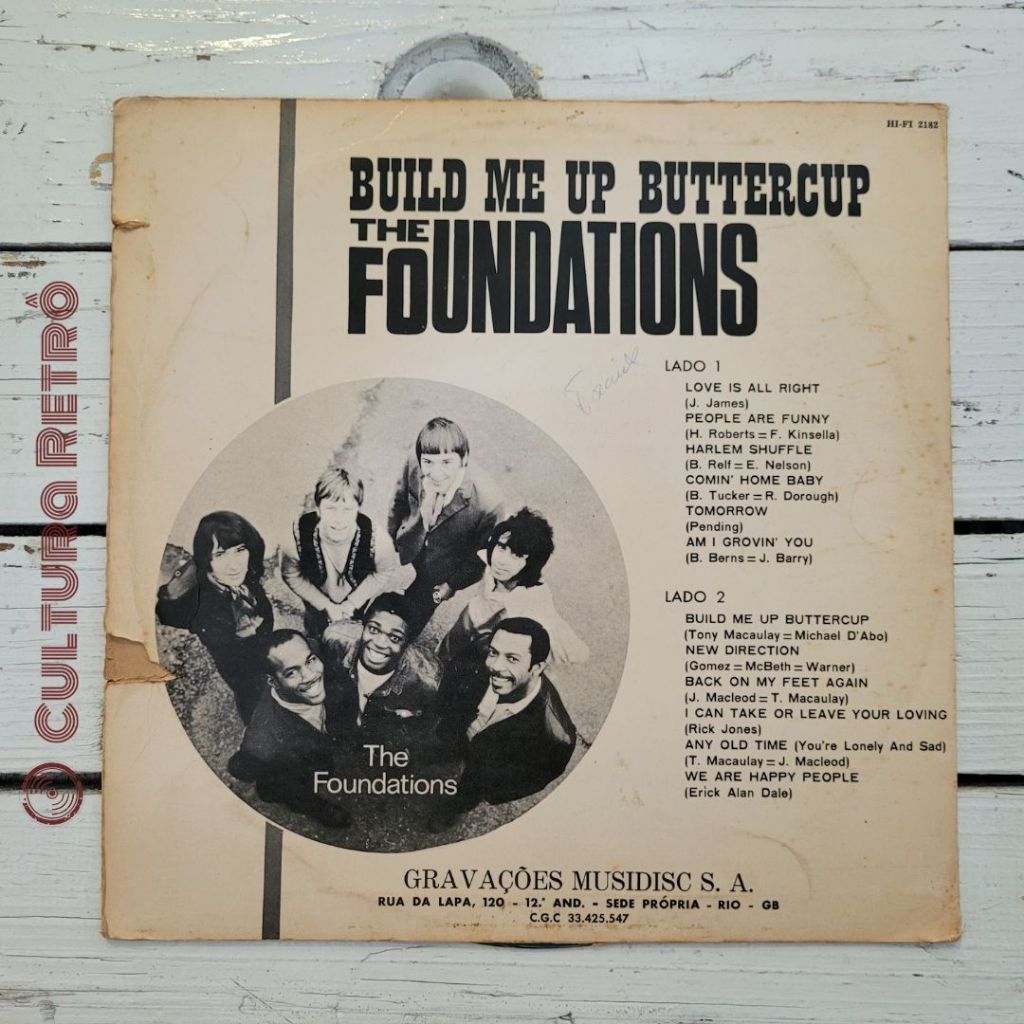 HI-FI 2182
BUILD ME UP BUTTERCUP
THE
FOUNDATIONS
LADO 1
LOVE IS ALL RIGHT
(J. James)
PEOPLE ARE FUNNY
(H. Roberts = F. Kinsella)
HARLEM SHUFFLE
(B. Relf = E. Nelson)
COMIN' HOME BABY
(B. Tucker = R. Dorough)
TOMORROW
(Pending)
AM I GROVIN' YOU
(B. Berns = J. Barry)
LADO 2
BUILD ME UP BUTTERCUP
(Tony Macaulay = Michael D'Abo)
NEW DIRECTION
(Gomez = McBeth = Warner)
BACK ON MY FEET AGAIN
(J. Macleod = T. Macaulay)
I CAN TAKE OR LEAVE YOUR LOVING
(Rick Jones)
ANY OLD TIME (You're Lonely And Sad)
(T. Macaulay = J. Macleod)
WE ARE HAPPY PEOPLE
(Erick Alan Dale)
The
Foundations
GRAVAÇÕES MUSIDISC S. A.
RUA DA LAPA, 120 - 12.º AND. - SEDE PRÓPRIA - RIO - GB
C.G.C 33.425.547
CULTURA RETRÔ